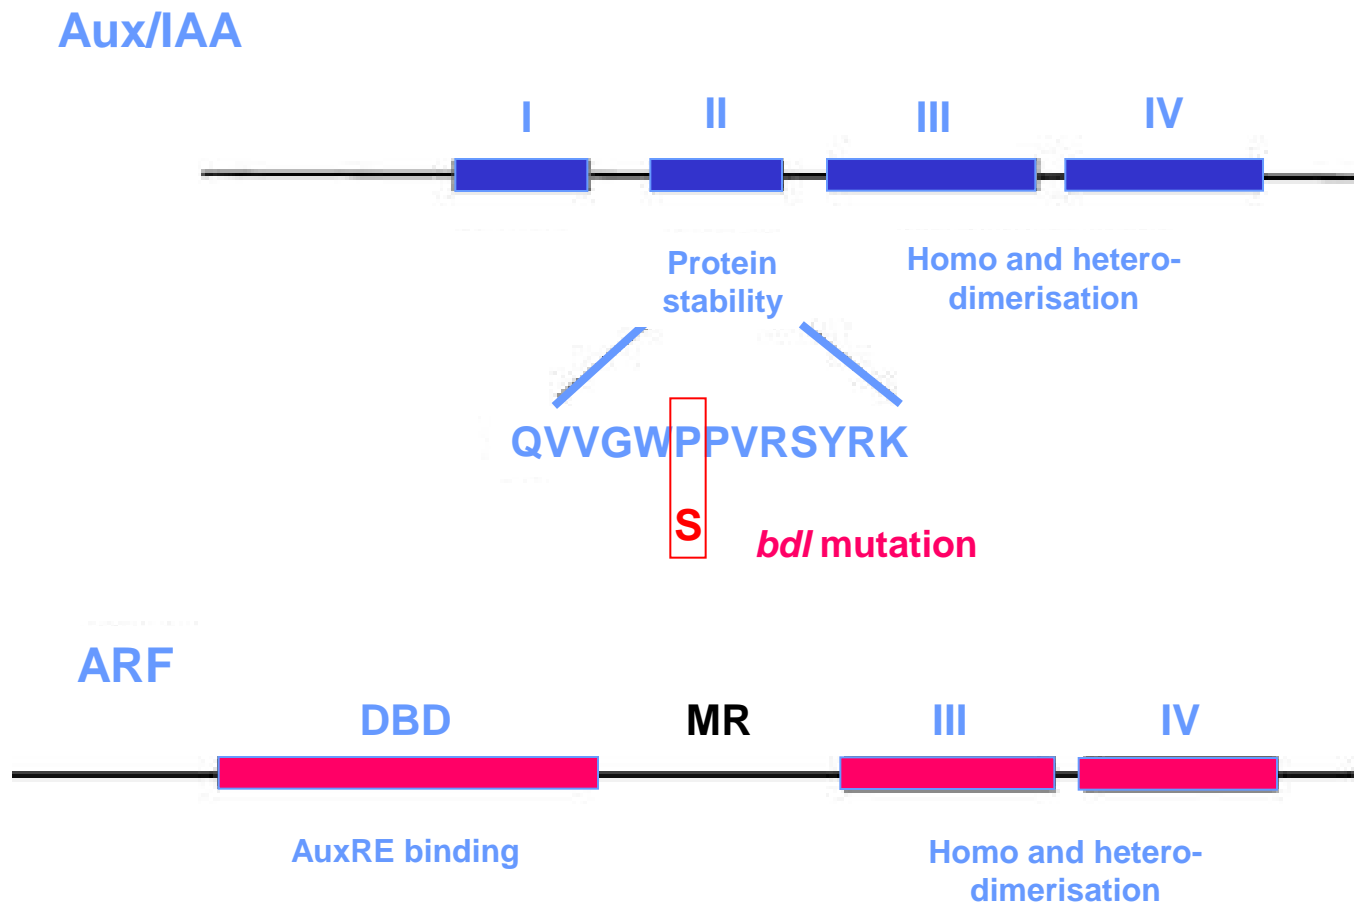 Aux/IAA
I II III IV
Protein
stability
Homo and hetero-
dimerisation
QVVGWPPVRSYRK
S
bdl mutation
ARF
DBD MR III IV
AuxRE binding
Homo and hetero-
dimerisation